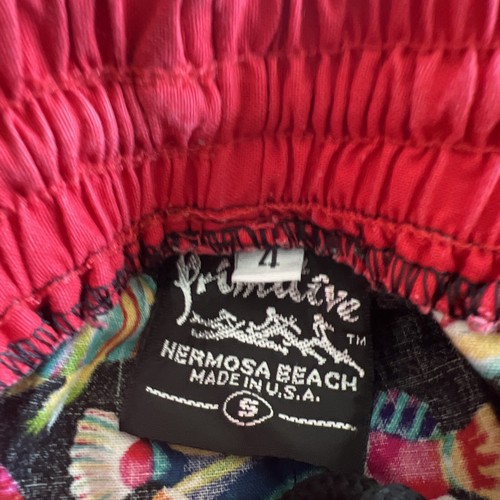 4
Primitive
TM
HERMOSA BEACH
MADE IN U.S.A.
S